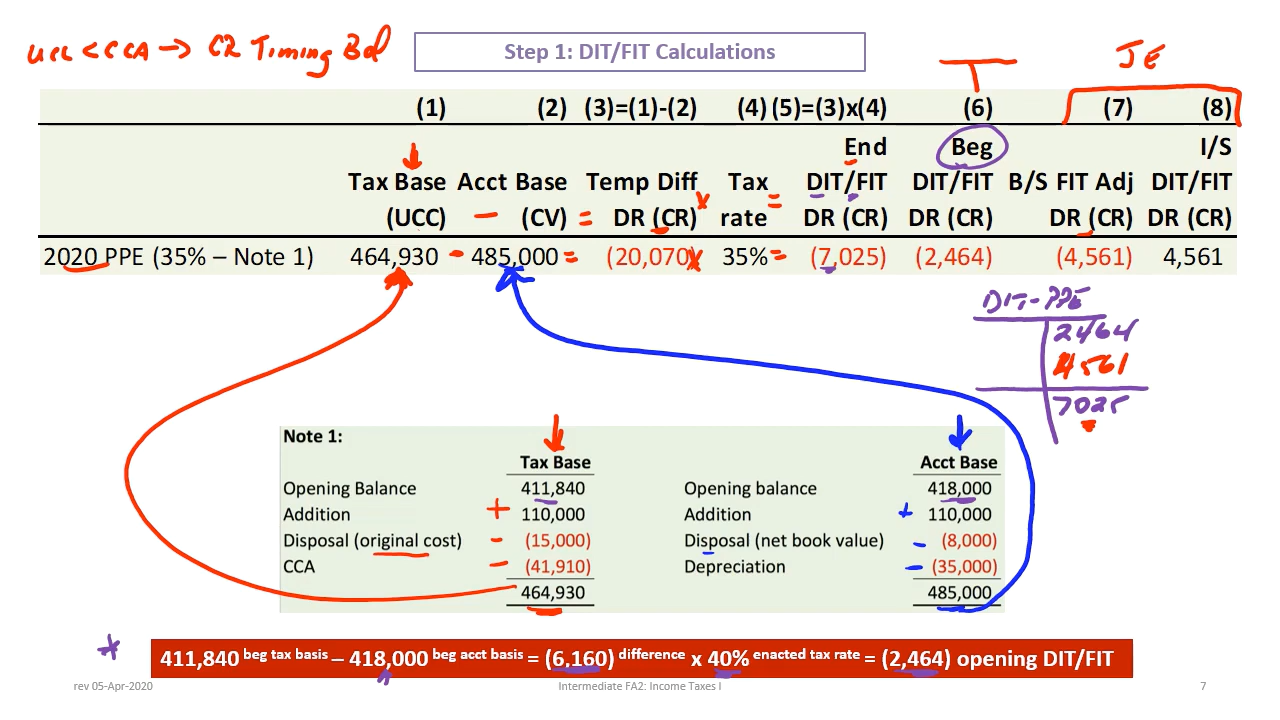 UCC < CCA → CR Timing Bal
Step 1: DIT/FIT Calculations
JE
(1) (2) (3)=(1)-(2) (4) (5)=(3)x(4) (6) (7) (8)
End Beg I/S
Tax Base Acct Base Temp Diff Tax DIT/FIT DIT/FIT B/S FIT Adj DIT/FIT
(UCC) - (CV) = DR (CR) x rate = DR (CR) DR (CR) DR (CR) DR (CR)
2020 PPE (35% – Note 1) 464,930 - 485,000 = (20,070) x 35% = (7,025) (2,464) (4,561) 4,561
DIT-PPE
2464
4561
7025
Note 1:
Tax Base Acct Base
Opening Balance 411,840 Opening balance 418,000
Addition + 110,000 Addition + 110,000
Disposal (original cost) - (15,000) Disposal (net book value) - (8,000)
CCA - (41,910) Depreciation - (35,000)
464,930 485,000
* 411,840 beg tax basis – 418,000 beg acct basis = (6,160) difference x 40% enacted tax rate = (2,464) opening DIT/FIT
rev 05-Apr-2020 Intermediate FA2: Income Taxes I 7